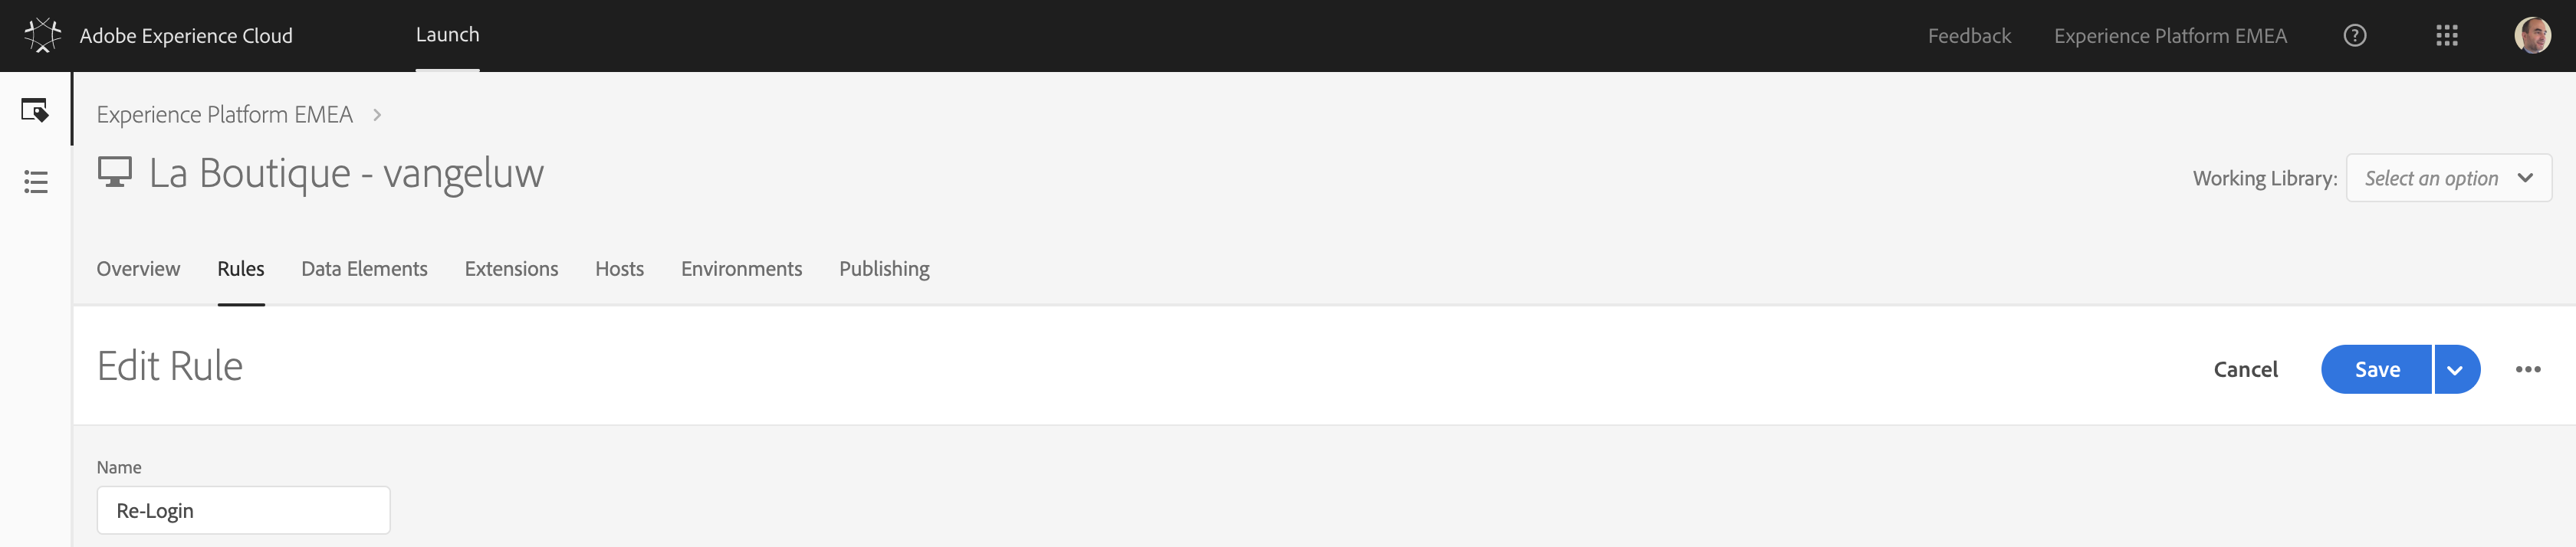 Adobe Experience Cloud Launch Feedback Experience Platform EMEA
Experience Platform EMEA
La Boutique - vangeluw
Working Library: Select an option
Overview Rules Data Elements Extensions Hosts Environments Publishing
Edit Rule
Cancel Save
Name
Re-Login